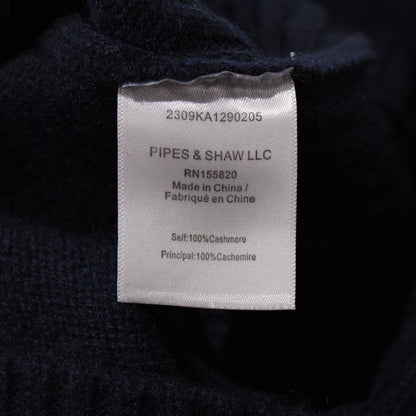 2309KA1290205
PIPES & SHAW LLC
RN155820
Made in China /
Fabriqué en Chine
Self:100%Cashmere
Principal:100%Cachemire